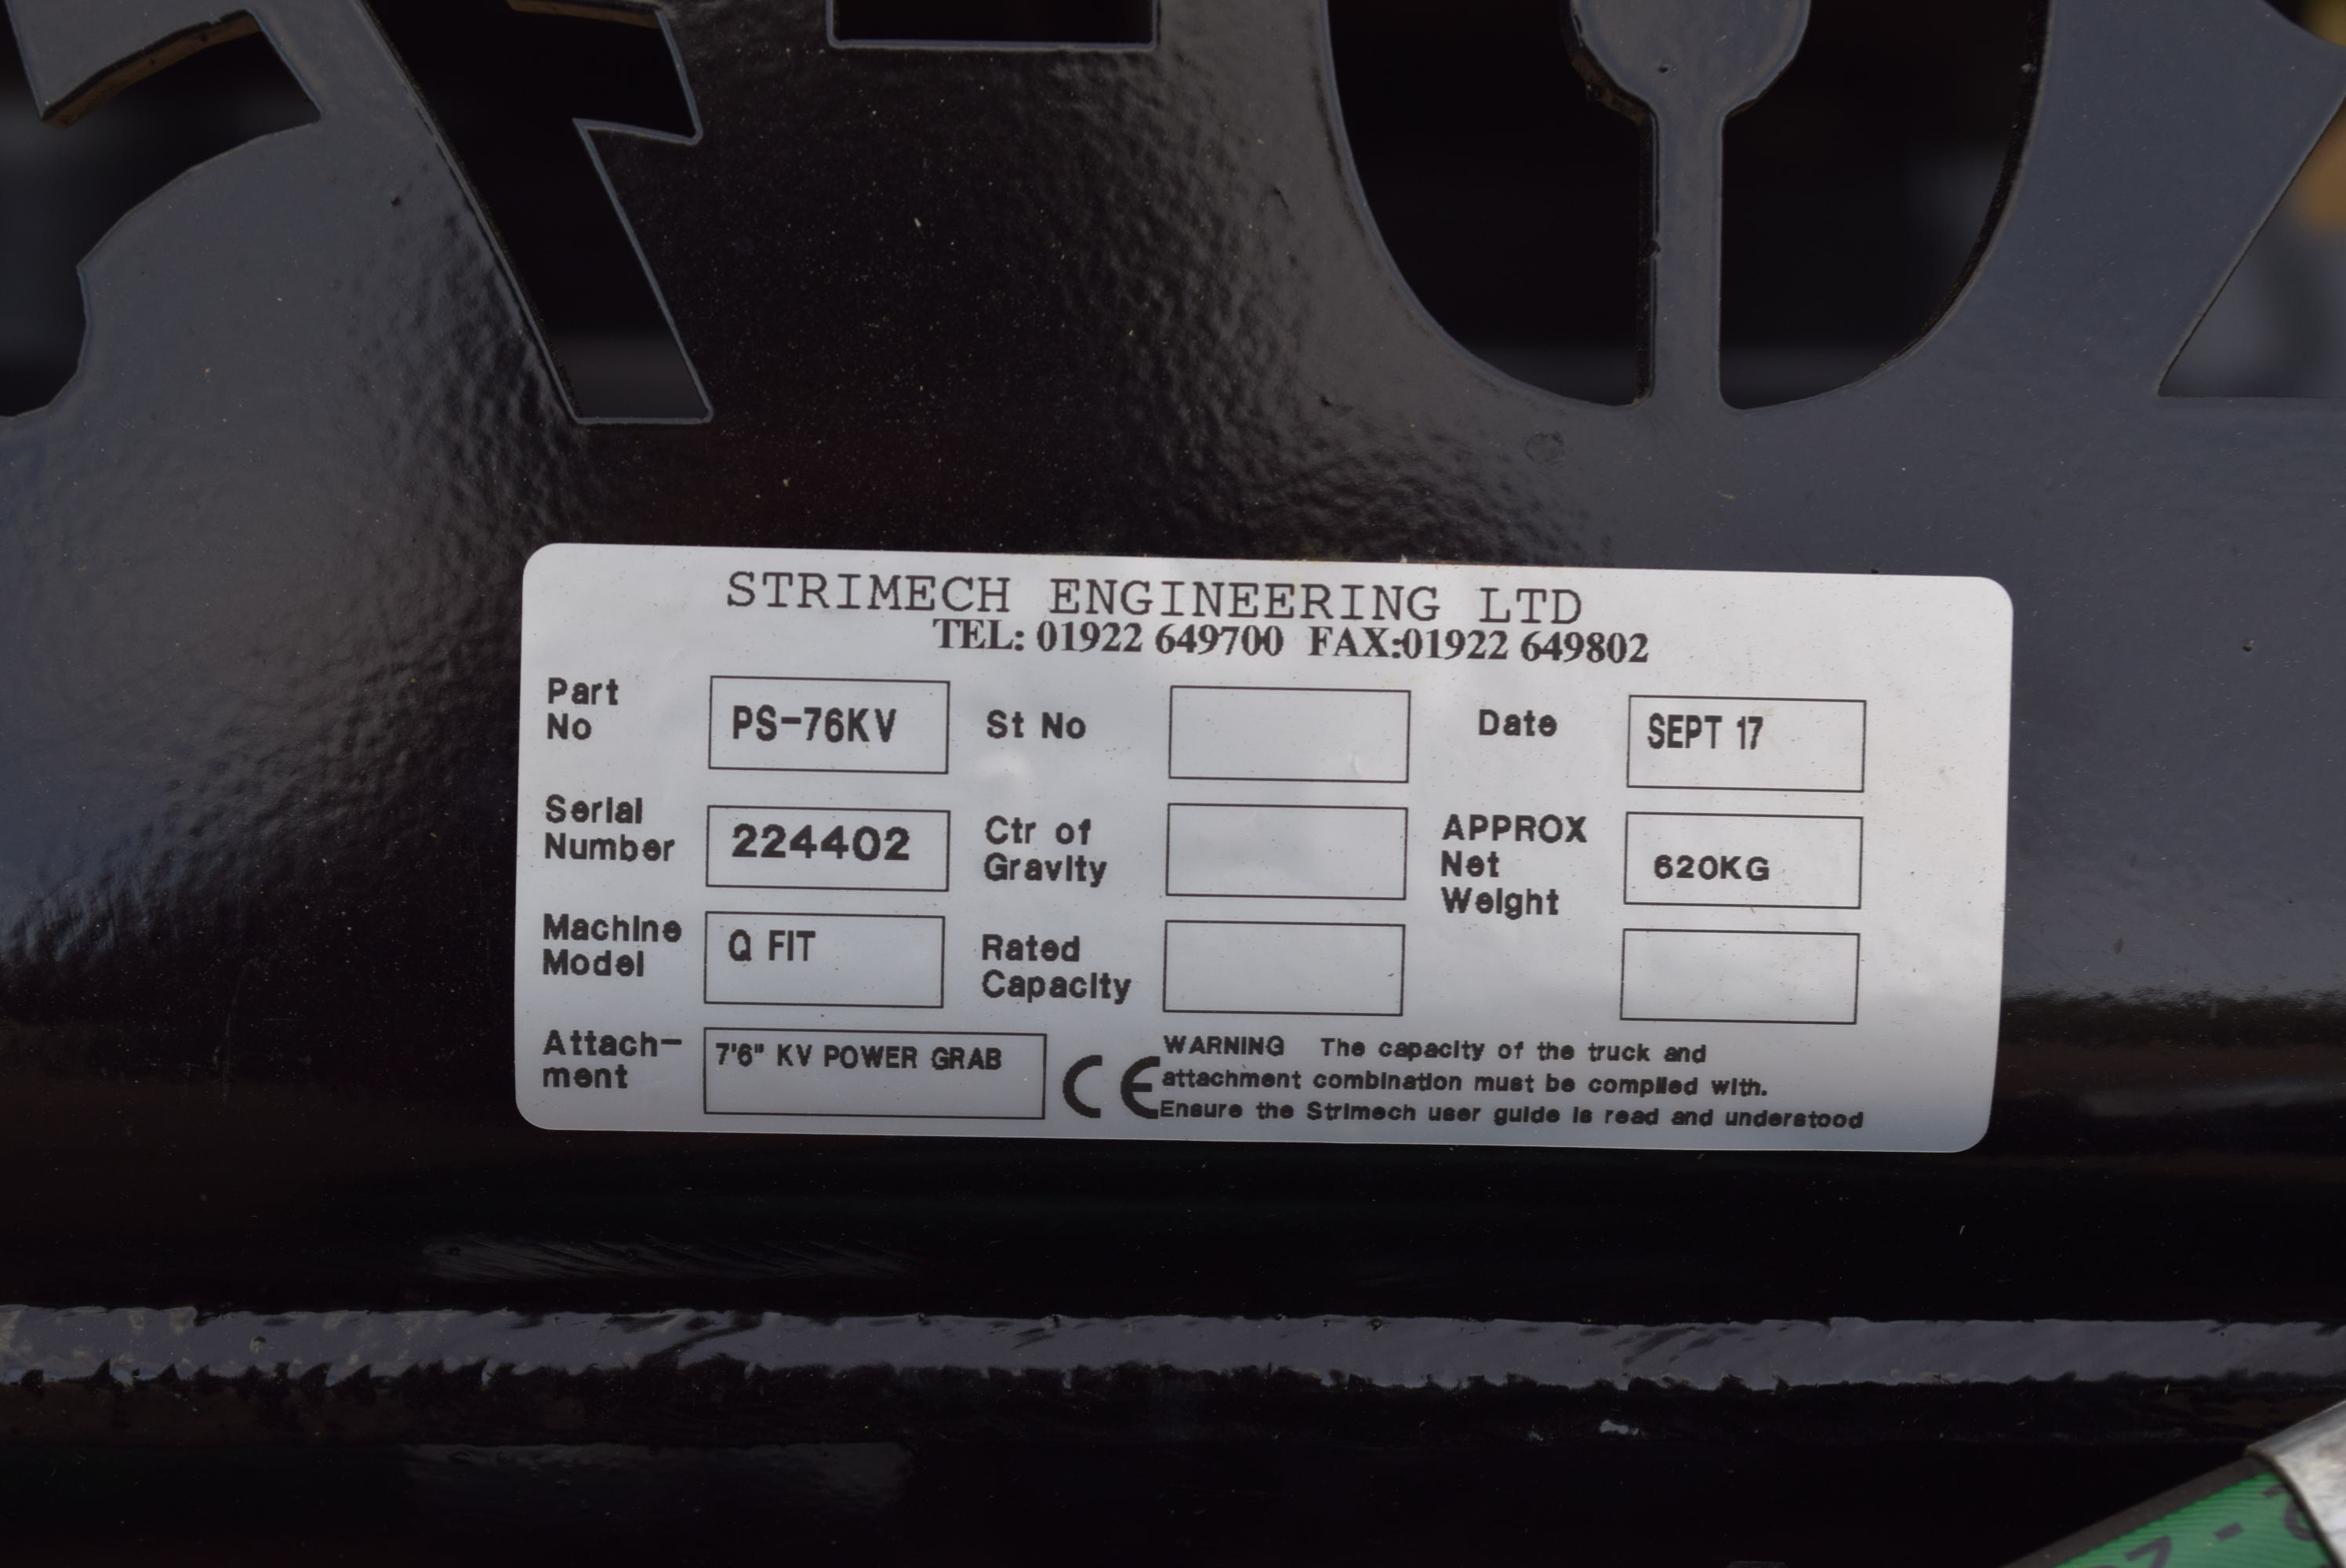 STRIMECH ENGINEERING LTD
TEL: 01922 649700 FAX:01922 649802
Part No PS-76KV St No Date SEPT 17
Serial Number 224402 Ctr of Gravity APPROX Net Weight 620KG
Machine Model Q FIT Rated Capacity
Attach-ment 7'6" KV POWER GRAB CE
WARNING The capacity of the truck and
attachment combination must be complied with.
Ensure the Strimech user guide is read and understood